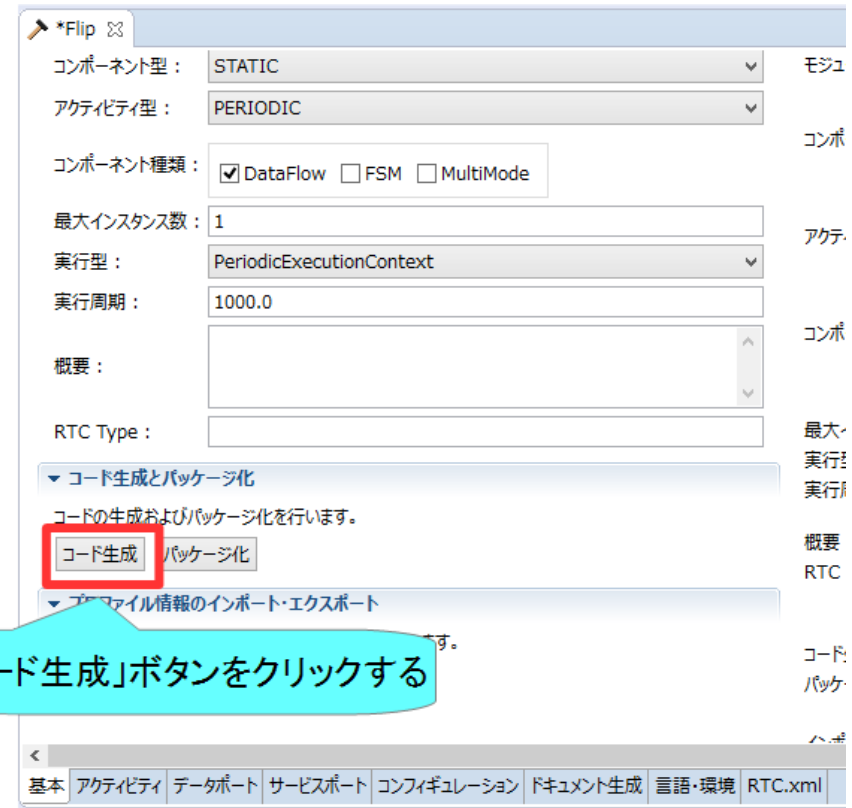 *Flip
コンポーネント型： STATIC
アクティビティ型： PERIODIC
コンポーネント種類： DataFlow FSM MultiMode
最大インスタンス数： 1
実行型： PeriodicExecutionContext
実行周期： 1000.0
概要：
RTC Type：
コード生成とパッケージ化
コードの生成およびパッケージ化を行います。
コード生成 パッケージ化
プロファイル情報のインポート・エクスポート
ます。
ード生成」ボタンをクリックする
モジュ
コンポ
アクティ
コンポ
最大イ
実行型
実行周
概要
RTC
コード生
パッケー
インポ
基本 アクティビティ データポート サービスポート コンフィギュレーション ドキュメント生成 言語・環境 RTC.xml